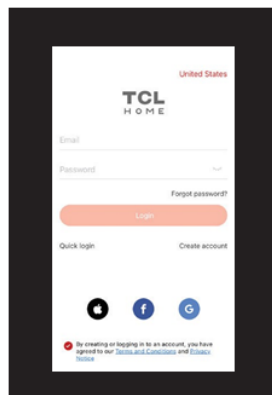 United States
TCL
HOME
Email
Password
Forgot password?
Login
Quick login
Create account
f
G
By creating or logging in to an account, you have
agreed to our Terms and Conditions and Privacy
Notice